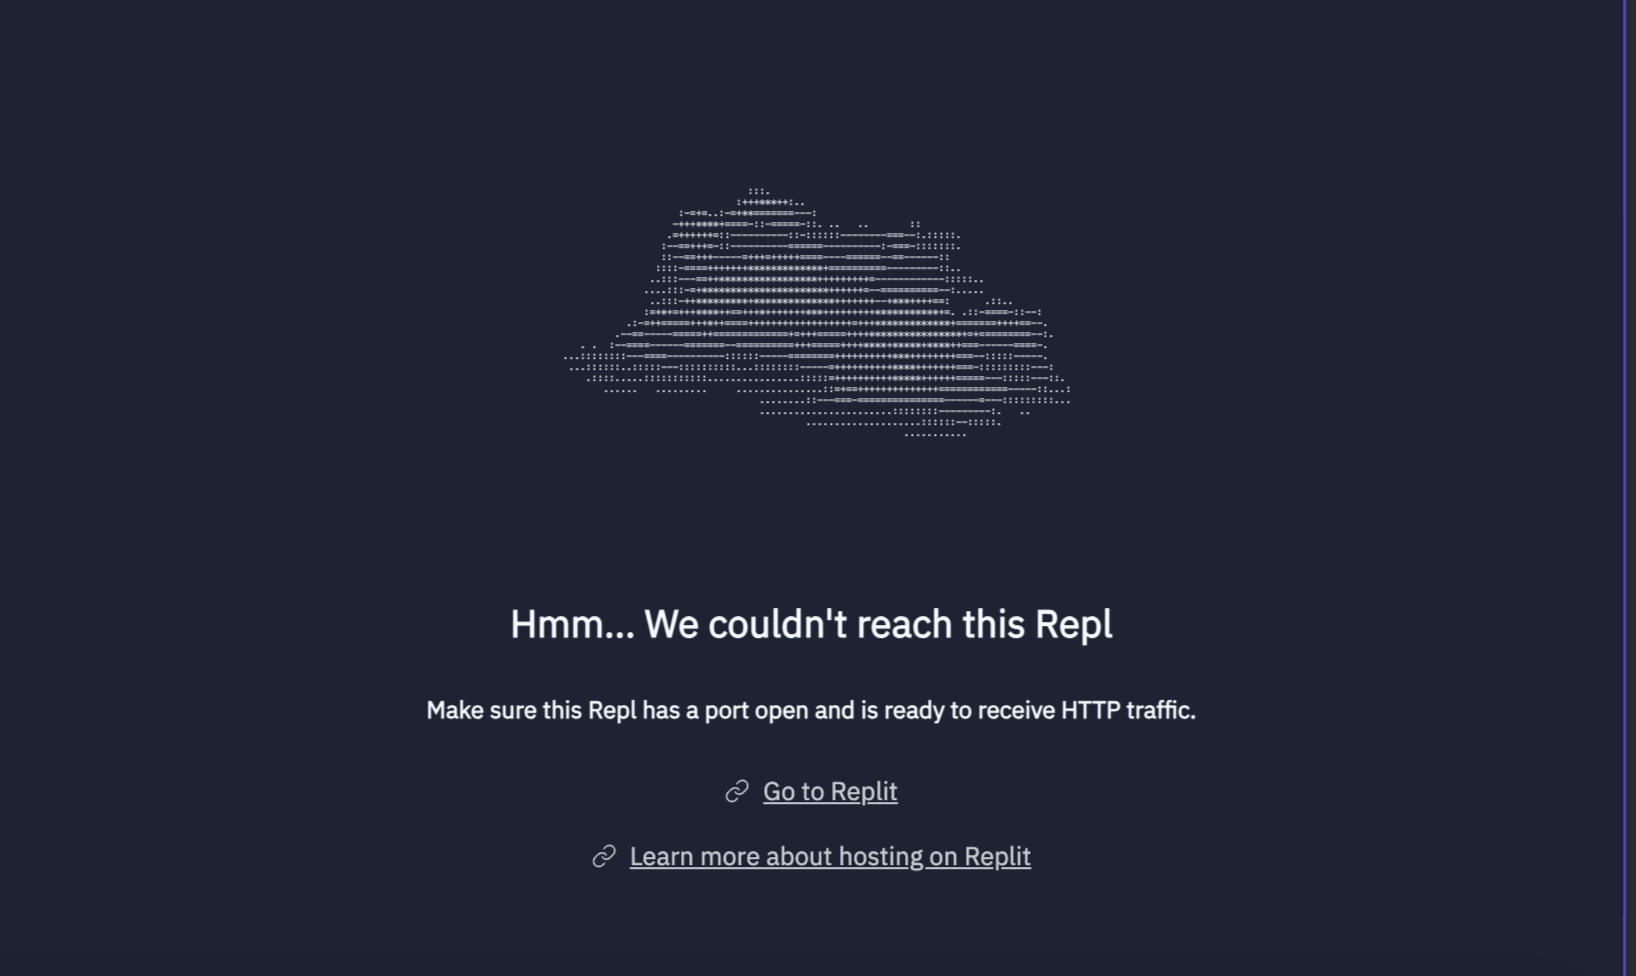 Hmm... We couldn't reach this Repl
Make sure this Repl has a port open and is ready to receive HTTP traffic.
Go to Replit
Learn more about hosting on Replit